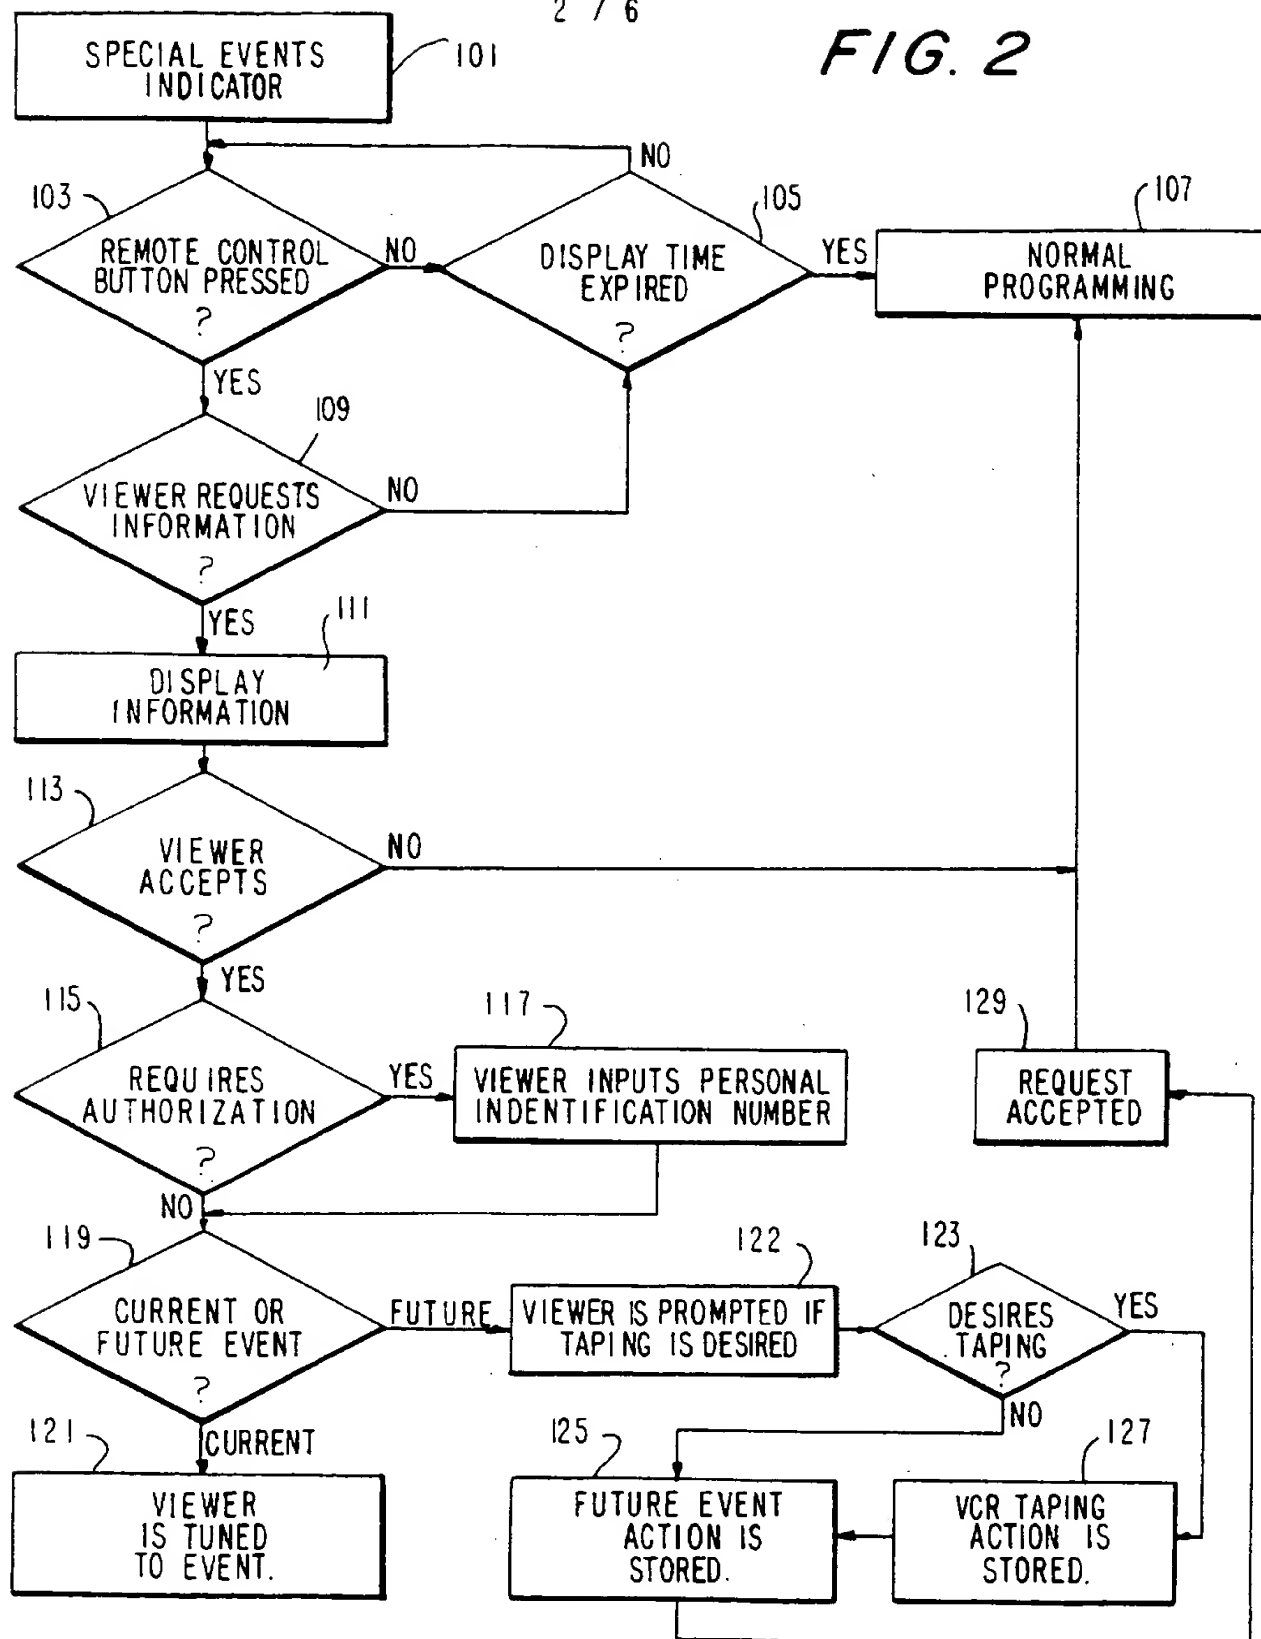 2 / 6
FIG. 2
SPECIAL EVENTS
INDICATOR
101
NO
103
REMOTE CONTROL
BUTTON PRESSED
?
NO
105
DISPLAY TIME
EXPIRED
?
YES
107
NORMAL
PROGRAMMING
YES
109
VIEWER REQUESTS
INFORMATION
?
NO
YES
111
DISPLAY
INFORMATION
113
VIEWER
ACCEPTS
?
NO
YES
115
REQUIRES
AUTHORIZATION
?
YES
117
VIEWER INPUTS PERSONAL
INDENTIFICATION NUMBER
129
REQUEST
ACCEPTED
NO
119
CURRENT OR
FUTURE EVENT
?
FUTURE
122
VIEWER IS PROMPTED IF
TAPING IS DESIRED
123
DESIRES
TAPING
?
YES
NO
CURRENT
121
VIEWER
IS TUNED
TO EVENT.
125
FUTURE EVENT
ACTION IS
STORED.
127
VCR TAPING
ACTION IS
STORED.